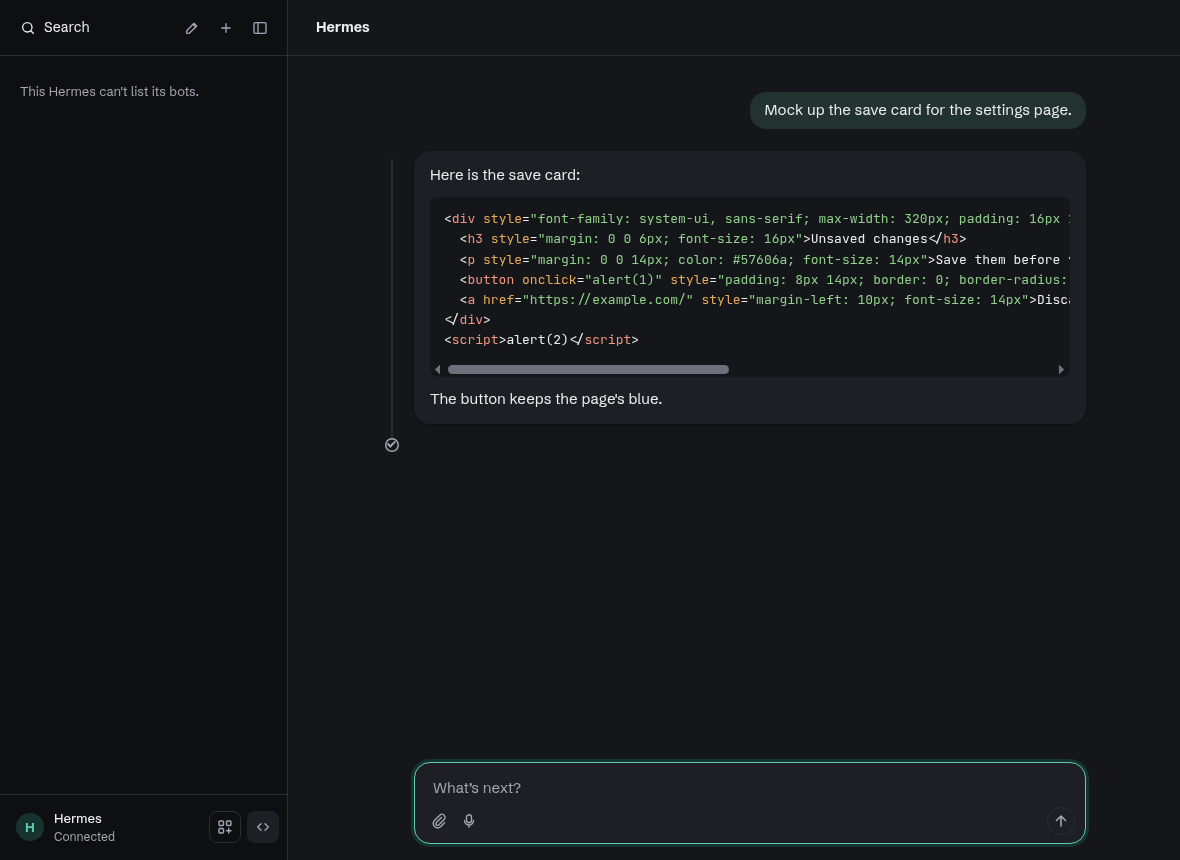 Search
Hermes
This Hermes can't list its bots.
Mock up the save card for the settings page.
Here is the save card:
<div style="font-family: system-ui, sans-serif; max-width: 320px; padding: 16px
<h3 style="margin: 0 0 6px; font-size: 16px">Unsaved changes</h3>
<p style="margin: 0 0 14px; color: #57606a; font-size: 14px">Save them before
<button onclick="alert(1)" style="padding: 8px 14px; border: 0; border-radius:
<a href="https://example.com/" style="margin-left: 10px; font-size: 14px">Disca
</div>
<script>alert(2)</script>
The button keeps the page's blue.
What's next?
H
Hermes
Connected